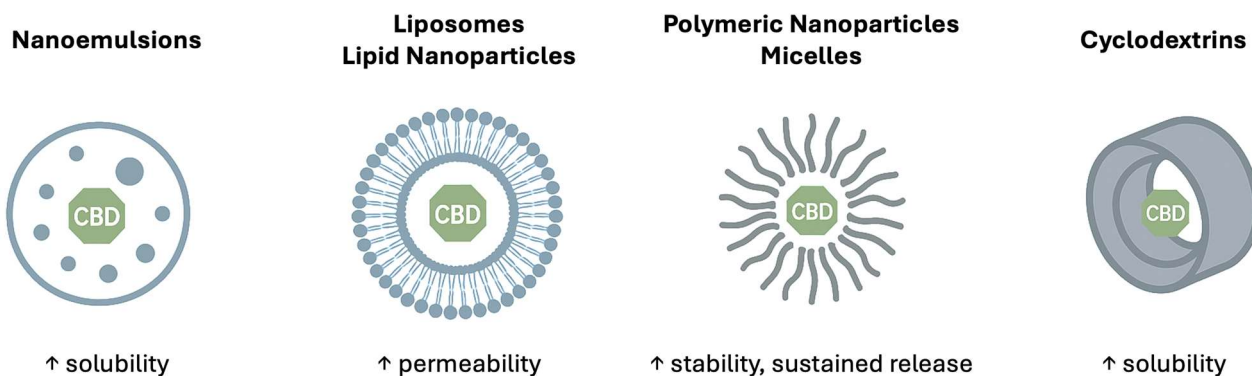 Nanoemulsions
Liposomes
Lipid Nanoparticles
Polymeric Nanoparticles
Micelles
Cyclodextrins
CBD
CBD
CBD
CBD
↑ solubility
↑ permeability
↑ stability, sustained release
↑ solubility